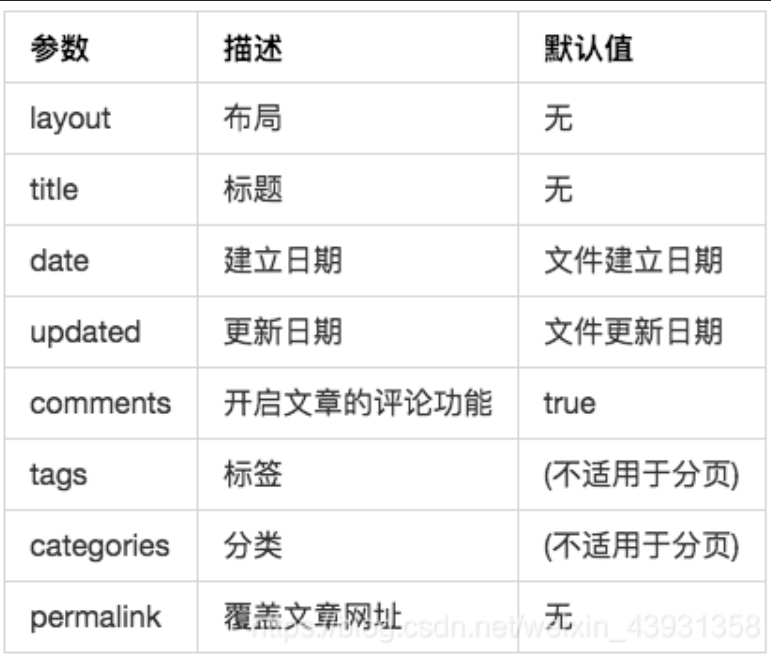 参数 描述 默认值
layout 布局 无
title 标题 无
date 建立日期 文件建立日期
updated 更新日期 文件更新日期
comments 开启文章的评论功能 true
tags 标签 (不适用于分页)
categories 分类 (不适用于分页)
permalink 覆盖文章网址 无
https://blog.csdn.net/weixin_43931358